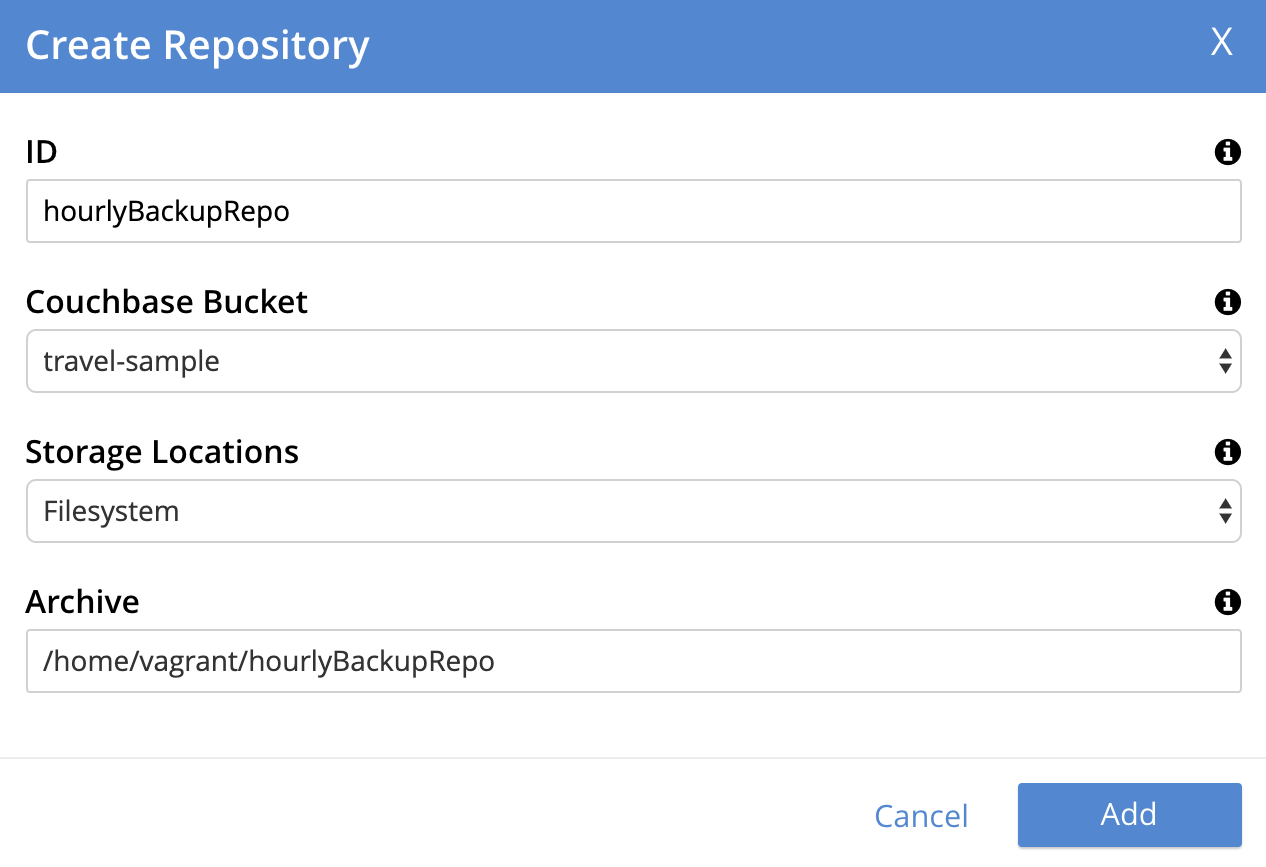 Create Repository X
ID
hourlyBackupRepo
Couchbase Bucket
travel-sample
Storage Locations
Filesystem
Archive
/home/vagrant/hourlyBackupRepo
Cancel Add